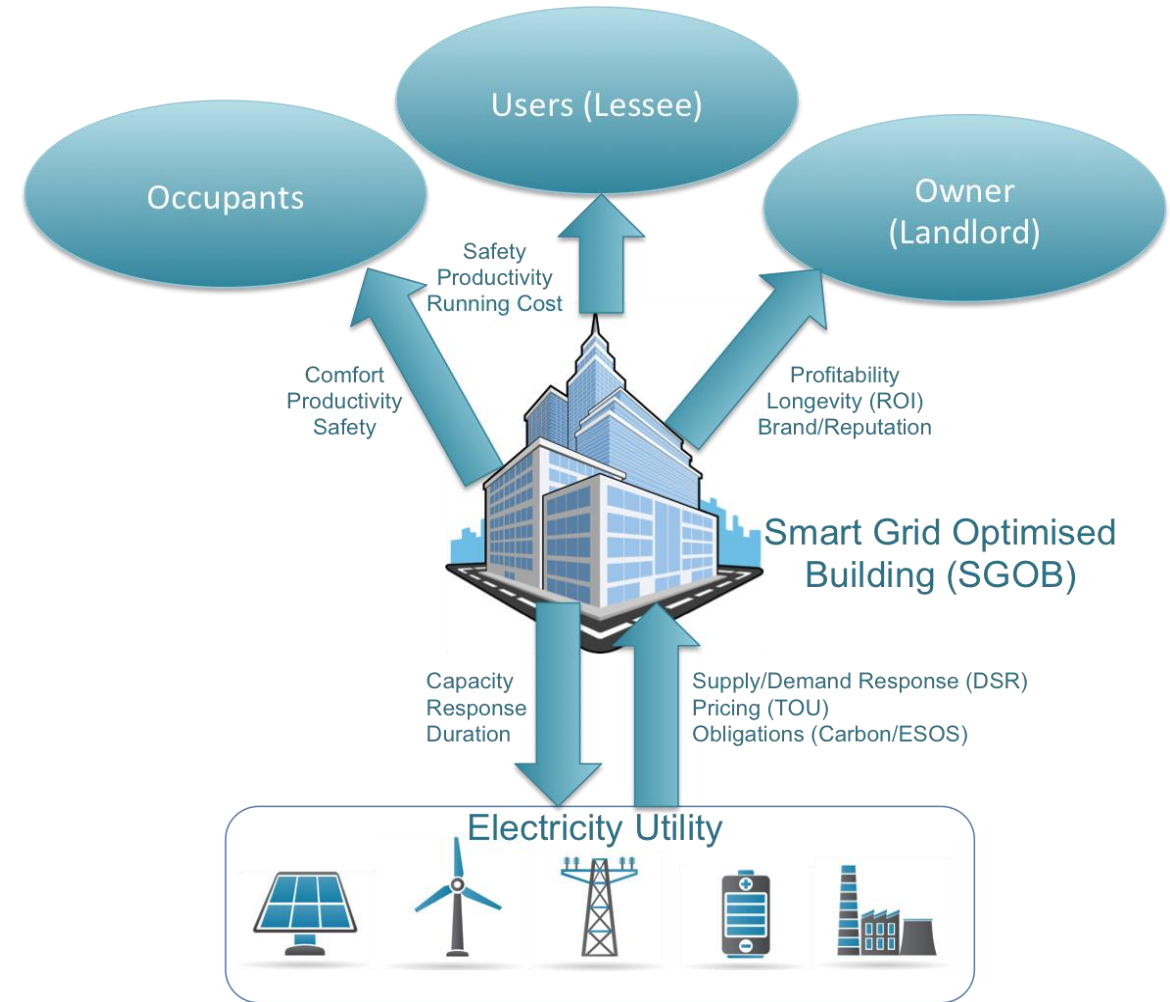 Users (Lessee)
Occupants
Owner
(Landlord)
Safety
Productivity
Running Cost
Comfort
Productivity
Safety
Profitability
Longevity (ROI)
Brand/Reputation
Smart Grid Optimised
Building (SGOB)
Capacity
Response
Duration
Supply/Demand Response (DSR)
Pricing (TOU)
Obligations (Carbon/ESOS)
Electricity Utility